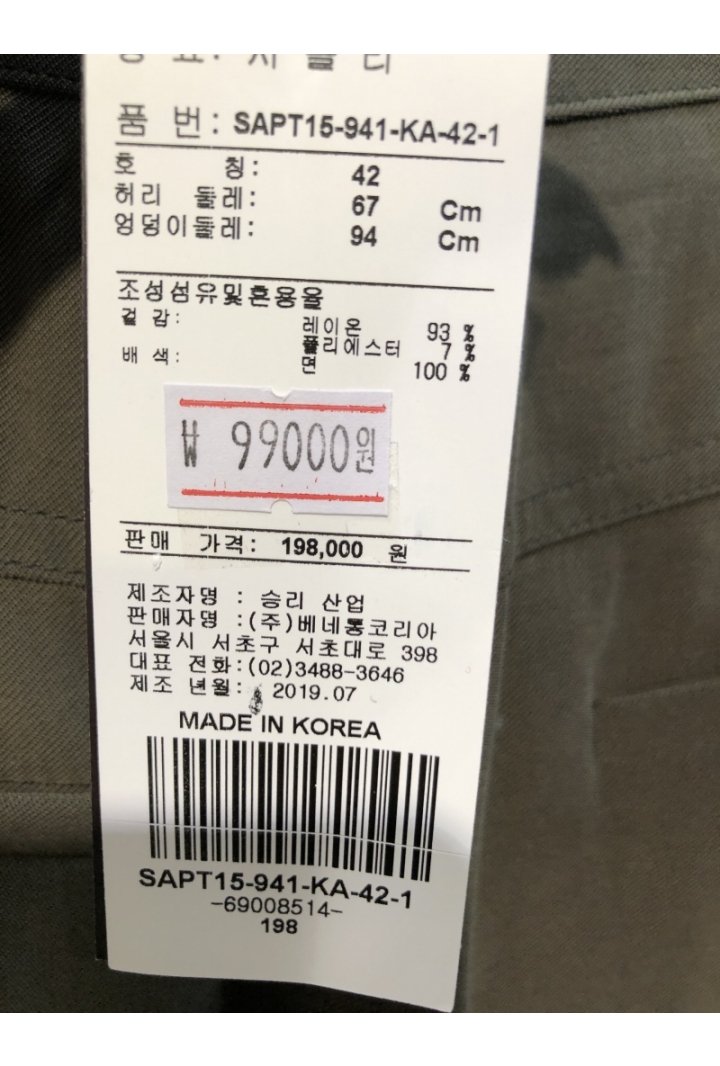 품 번: SAPT15-941-KA-42-1
호 칭: 42
허리 둘레: 67 Cm
엉덩이둘레: 94 Cm
조성섬유및혼용율
겉 감: 레이온 93 %
폴리에스터 7 %
배 색: 면 100 %
₩ 99000원
판매 가격: 198,000 원
제조자명 : 승리 산업
판매자명 :(주)베네통코리아
서울시 서초구 서초대로 398
대표 전화:(02)3488-3646
제조 년월: 2019.07
MADE IN KOREA
SAPT15-941-KA-42-1
-69008514-
198